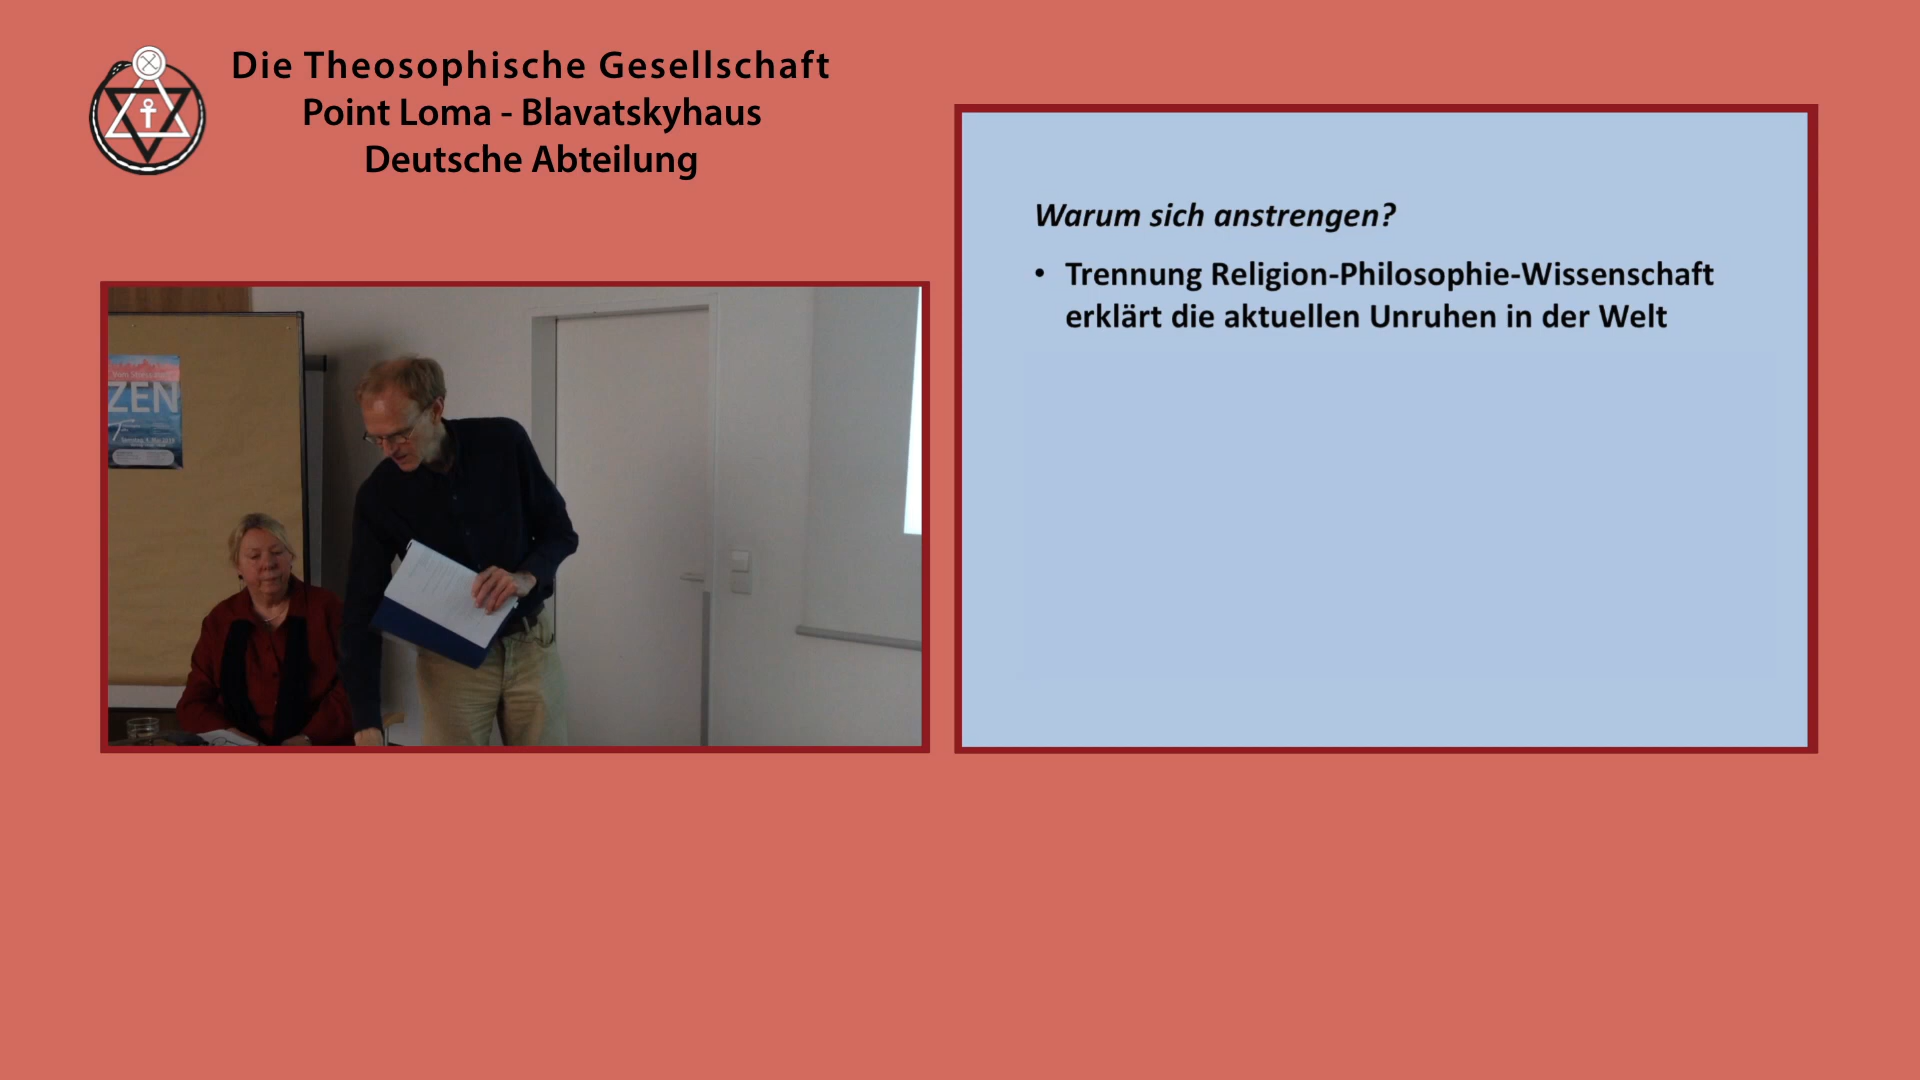 Die Theosophische Gesellschaft
Point Loma - Blavatskyhaus
Deutsche Abteilung
Warum sich anstrengen?
• Trennung Religion-Philosophie-Wissenschaft
erklärt die aktuellen Unruhen in der Welt
ZEN